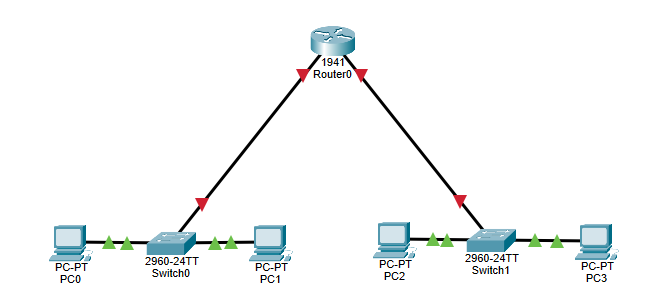 1941
Router0
PC-PT
PC0
2960-24TT
Switch0
PC-PT
PC1
PC-PT
PC2
2960-24TT
Switch1
PC-PT
PC3